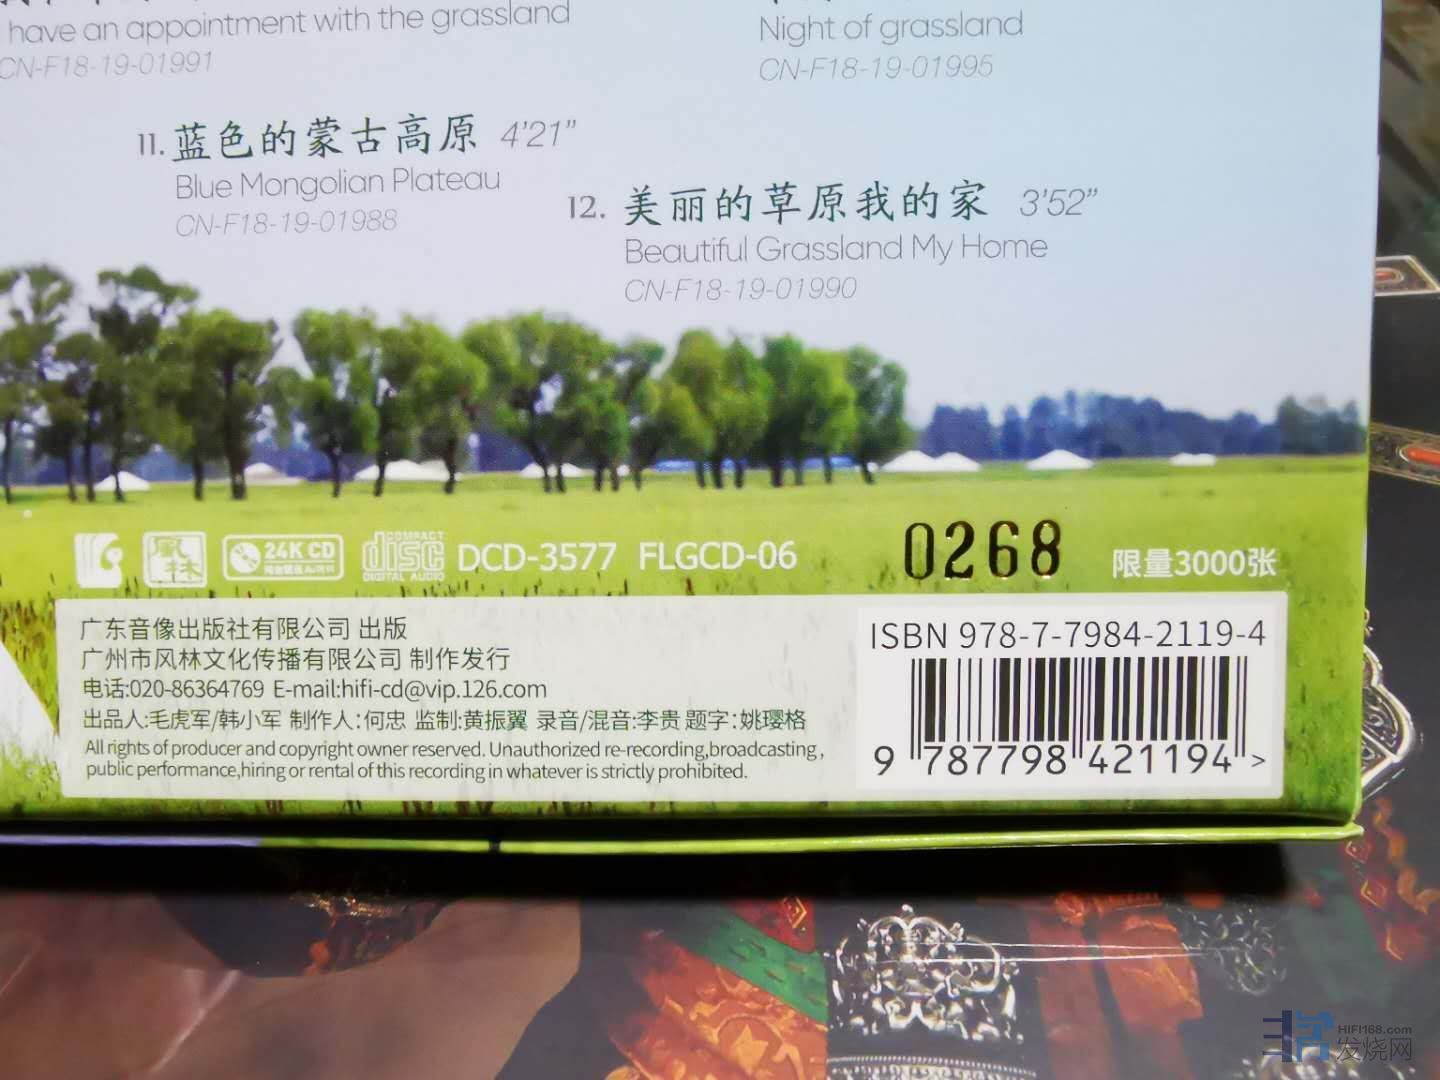 have an appointment with the grassland
CN-F18-19-01991
Night of grassland
CN-F18-19-01995
11. 蓝色的蒙古高原 4'21"
Blue Mongolian Plateau
CN-F18-19-01988
12. 美丽的草原我的家 3'52"
Beautiful Grassland My Home
CN-F18-19-01990
風林
24K CD
COMPACT
disc
DIGITAL AUDIO
DCD-3577 FLGCD-06
0268
限量3000张
广东音像出版社有限公司 出版
广州市风林文化传播有限公司 制作发行
电话:020-86364769 E-mail:hifi-cd@vip.126.com
出品人:毛虎军/韩小军 制作人:何忠 监制:黄振翼 录音/混音:李贵 题字:姚璎格
All rights of producer and copyright owner reserved. Unauthorized re-recording,broadcasting,
public performance,hiring or rental of this recording in whatever is strictly prohibited.
ISBN 978-7-7984-2119-4
9 787798 421194 >
HIFI168.com
发烧网